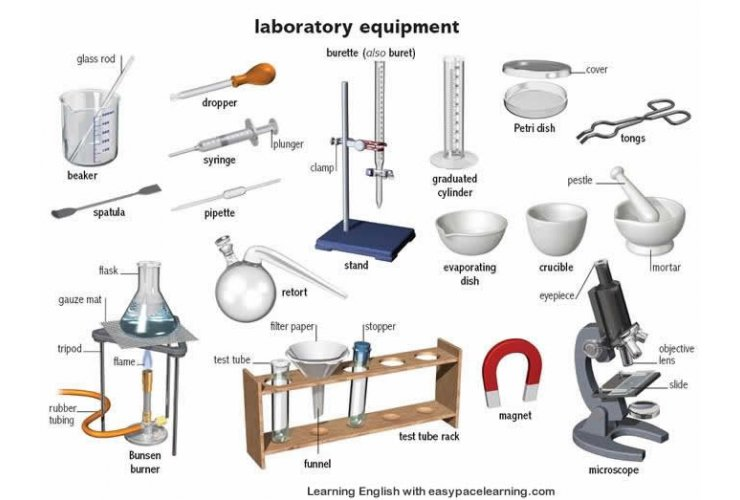 laboratory equipment
glass rod
beaker
dropper
plunger
syringe
spatula
pipette
burette (also buret)
clamp
stand
graduated
cylinder
cover
Petri dish
tongs
pestle
mortar
evaporating
dish
crucible
retort
flask
gauze mat
tripod
flame
rubber
tubing
Bunsen
burner
filter paper
stopper
test tube
funnel
test tube rack
magnet
eyepiece
objective
lens
slide
microscope
Learning English with easypacelearning.com